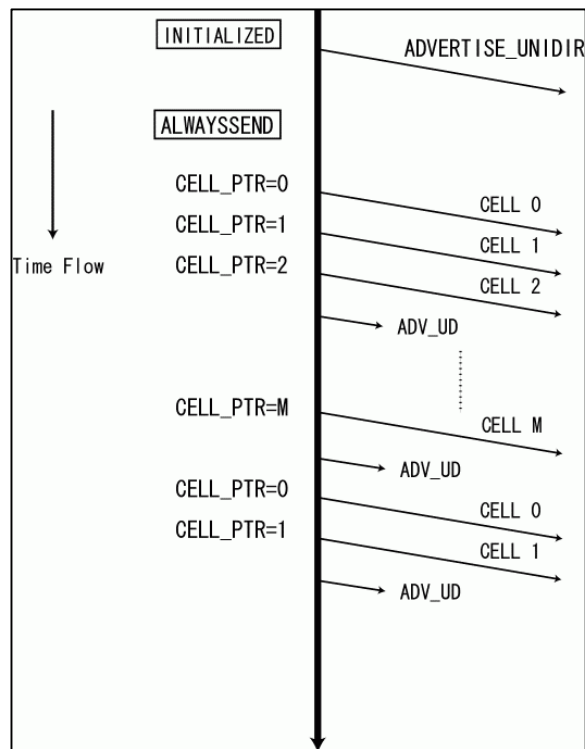 INITIALIZED
ADVERTISE_UNIDIR
ALWAYSSEND
CELL_PTR=0
CELL 0
CELL_PTR=1
CELL 1
Time Flow
CELL_PTR=2
CELL 2
ADV_UD
CELL_PTR=M
CELL M
ADV_UD
CELL_PTR=0
CELL 0
CELL_PTR=1
CELL 1
ADV_UD